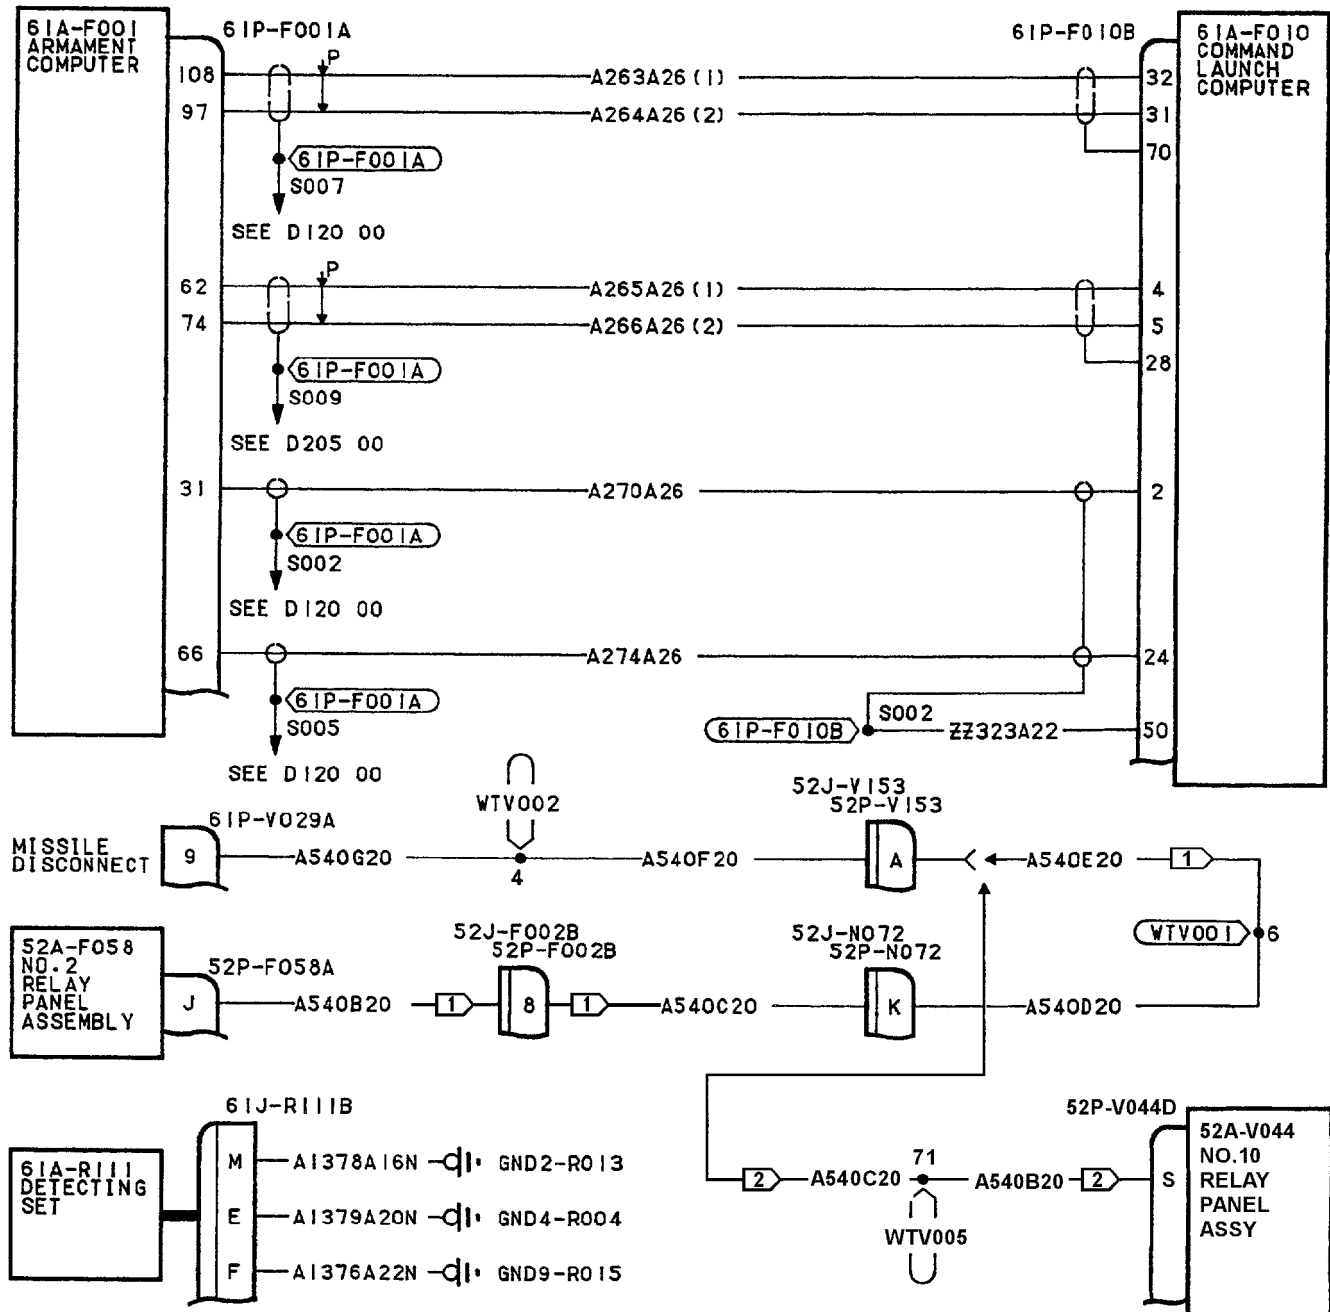 61A-F001
ARMAMENT
COMPUTER
61P-F001A
61P-F010B
61A-F010
COMMAND
LAUNCH
COMPUTER
P
108
A263A26(1)
32
97
A264A26(2)
31
70
61P-F001A
S007
SEE D120 00
P
62
A265A26(1)
4
74
A266A26(2)
5
28
61P-F001A
S009
SEE D205 00
31
A270A26
2
61P-F001A
S002
SEE D120 00
66
A274A26
24
61P-F001A
S005
SEE D120 00
61P-F010B
S002
ZZ323A22
50
MISSILE
DISCONNECT
61P-V029A
9
A540G20
WTV002
4
A540F20
52J-V153
52P-V153
A
A540E20
1
WTV001
6
52A-F058
NO.2
RELAY
PANEL
ASSEMBLY
52P-F058A
J
A540B20
1
52J-F002B
52P-F002B
8
1
A540C20
52J-N072
52P-N072
K
A540D20
61A-R111
DETECTING
SET
61J-R111B
M
A1378A16N
GND2-R013
E
A1379A20N
GND4-R004
F
A1376A22N
GND9-R015
2
A540C20
71
WTV005
A540B20
2
52P-V044D
S
52A-V044
NO.10
RELAY
PANEL
ASSY